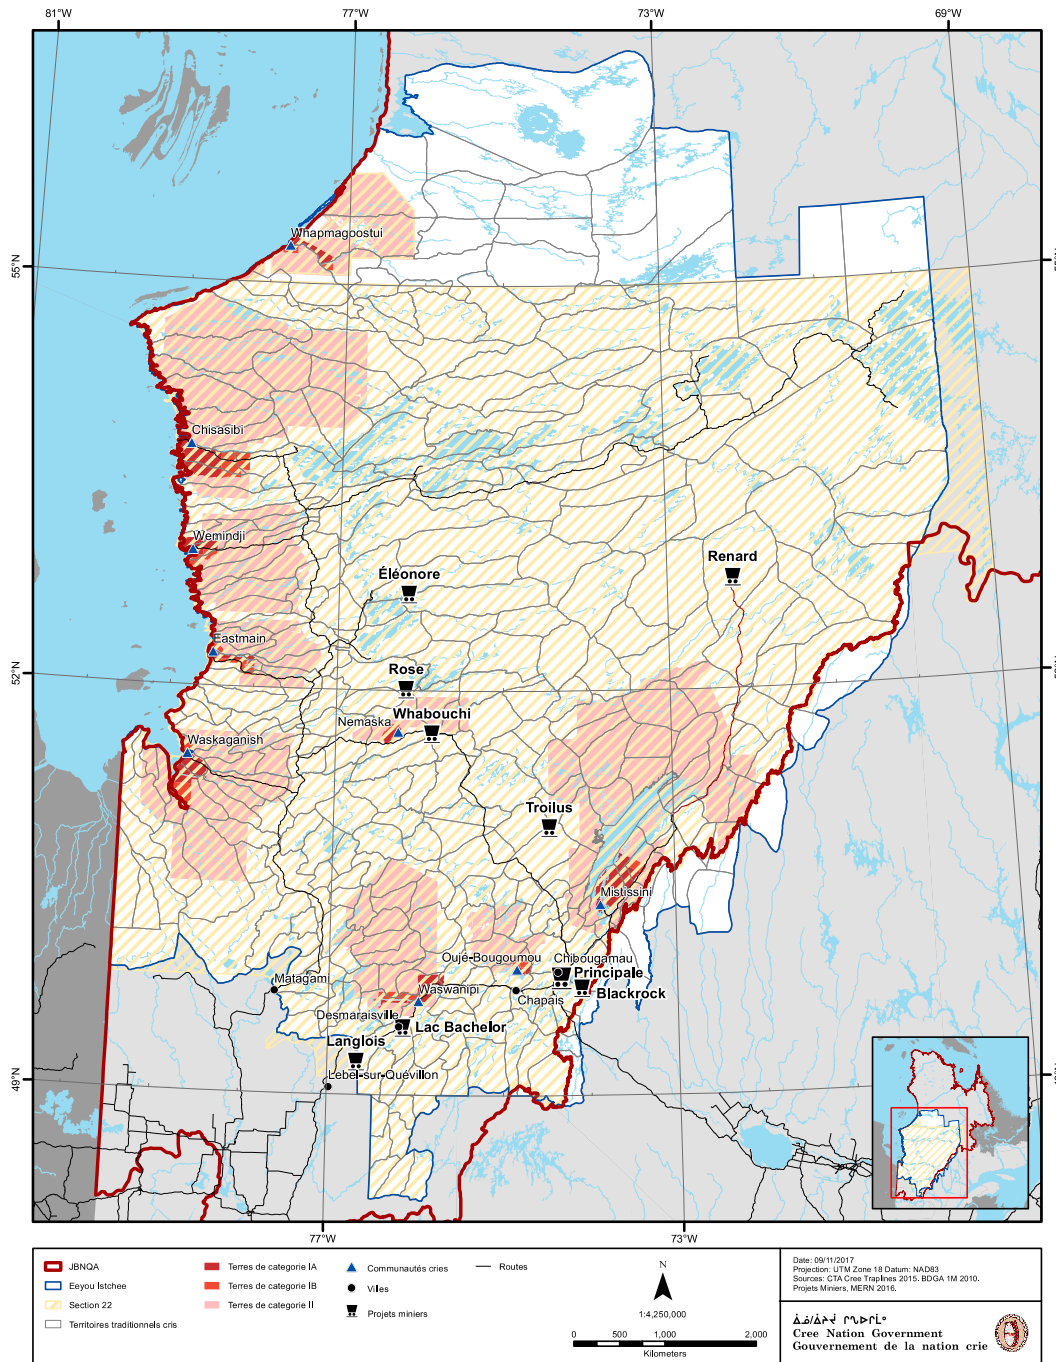 81°W 77°W 73°W 69°W
Whapmagoostui
55°N
Chisasibi
Wemindji
Renard
Éléonore
Eastmain
52°N
Rose
Nemaska
Whabouchi
Waskaganish
Troilus
Mistissini
Oujé-Bougoumou
Chibougamau
Principale
Matagami
Waswanipi
Blackrock
Chapais
Desmaraisville
Lac Bachelor
Langlois
Lebel-sur-Quévillon
49°N
77°W 73°W
JBNQA
Eeyou Istchee
Section 22
Territoires traditionnels cris
Terres de categorie IA
Terres de categorie IB
Terres de categorie II
Communautés cries
Villes
Projets miniers
Routes
N
1:4,250,000
0 500 1,000 2,000
Kilometers
Date: 09/11/2017
Projection: UTM Zone 18 Datum: NAD83
Sources: CTA Cree Traplines 2015. BDGA 1M 2010.
Projets Miniers, MERN 2016.
Cree Nation Government
Gouvernement de la nation crie